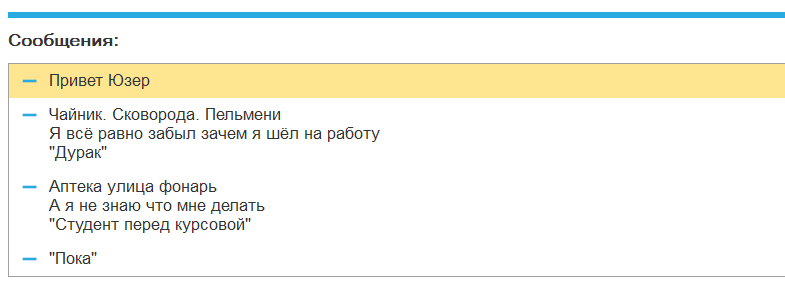 Сообщения:
Привет Юзер
Чайник. Сковорода. Пельмени
Я всё равно забыл зачем я шёл на работу
"Дурак"
Аптека улица фонарь
А я не знаю что мне делать
"Студент перед курсовой"
"Пока"